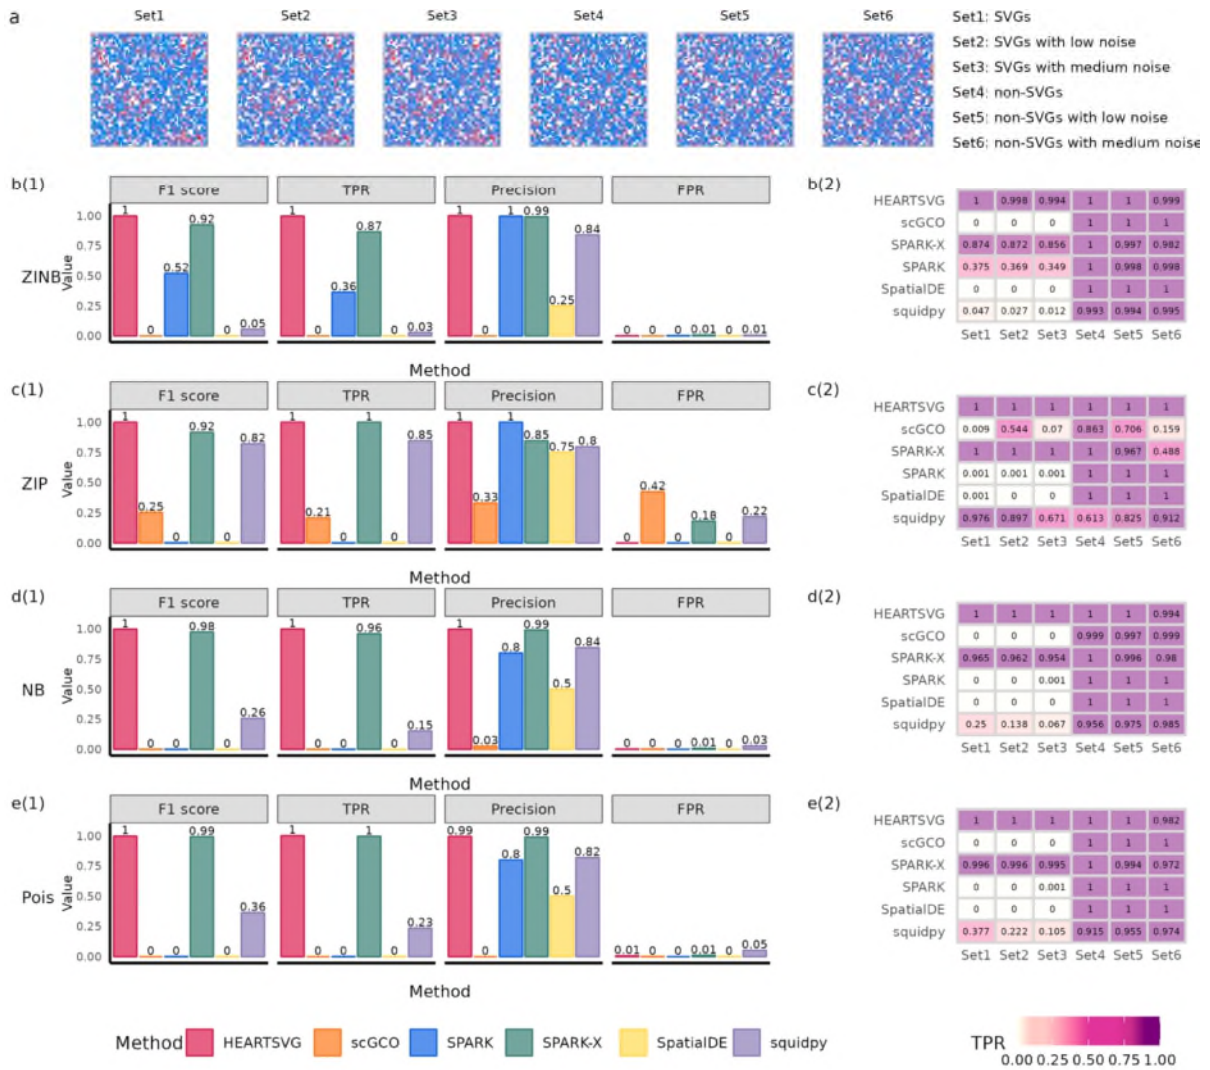 a
Set1 Set2 Set3 Set4 Set5 Set6
Set1: SVGs
Set2: SVGs with low noise
Set3: SVGs with medium noise
Set4: non-SVGs
Set5: non-SVGs with low noise
Set6: non-SVGs with medium noise
b(1)
F1 score TPR Precision FPR
ZINB
Value
1.00
0.75
0.50
0.25
0.00
1 0 0.52 0.92 0 0.05
1 0 0.36 0.87 0 0.03
1 0 1 0.99 0.25 0.84
0 0 0 0.01 0 0.01
Method
b(2)
HEARTSVG 1 0.998 0.994 1 1 0.999
scGCO 0 0 0 1 1 1
SPARK-X 0.874 0.872 0.856 1 0.997 0.982
SPARK 0.375 0.369 0.349 1 0.998 0.998
SpatialDE 0 0 0 1 1 1
squidpy 0.047 0.027 0.012 0.993 0.994 0.995
Set1 Set2 Set3 Set4 Set5 Set6
c(1)
F1 score TPR Precision FPR
ZIP
Value
1.00
0.75
0.50
0.25
0.00
1 0.25 0 0.92 0 0.82
1 0.21 0 1 0 0.85
1 0.33 1 0.85 0.75 0.8
0 0.42 0 0.18 0 0.22
Method
c(2)
HEARTSVG 1 1 1 1 1 1
scGCO 0.009 0.544 0.07 0.863 0.706 0.159
SPARK-X 1 1 1 1 0.967 0.488
SPARK 0.001 0.001 0.001 1 1 1
SpatialDE 0.001 0 0 1 1 1
squidpy 0.976 0.897 0.671 0.613 0.825 0.912
Set1 Set2 Set3 Set4 Set5 Set6
d(1)
F1 score TPR Precision FPR
NB
Value
1.00
0.75
0.50
0.25
0.00
1 0 0 0.98 0 0.26
1 0 0 0.96 0 0.15
1 0.03 0.8 0.99 0.5 0.84
0 0 0 0.01 0 0.03
Method
d(2)
HEARTSVG 1 1 1 1 1 0.994
scGCO 0 0 0 0.999 0.997 0.999
SPARK-X 0.965 0.962 0.954 1 0.996 0.98
SPARK 0 0 0.001 1 1 1
SpatialDE 0 0 0 1 1 1
squidpy 0.25 0.138 0.067 0.956 0.975 0.985
Set1 Set2 Set3 Set4 Set5 Set6
e(1)
F1 score TPR Precision FPR
Pois
Value
1.00
0.75
0.50
0.25
0.00
1 0 0 0.99 0 0.36
1 0 0 1 0 0.23
0.99 0 0.8 0.99 0.5 0.82
0.01 0 0 0.01 0 0.05
Method
e(2)
HEARTSVG 1 1 1 1 1 0.982
scGCO 0 0 0 1 1 1
SPARK-X 0.996 0.996 0.995 1 0.994 0.972
SPARK 0 0 0.001 1 1 1
SpatialDE 0 0 0 1 1 1
squidpy 0.377 0.222 0.105 0.915 0.955 0.974
Set1 Set2 Set3 Set4 Set5 Set6
Method HEARTSVG scGCO SPARK SPARK-X SpatialDE squidpy
TPR
0.00 0.25 0.50 0.75 1.00